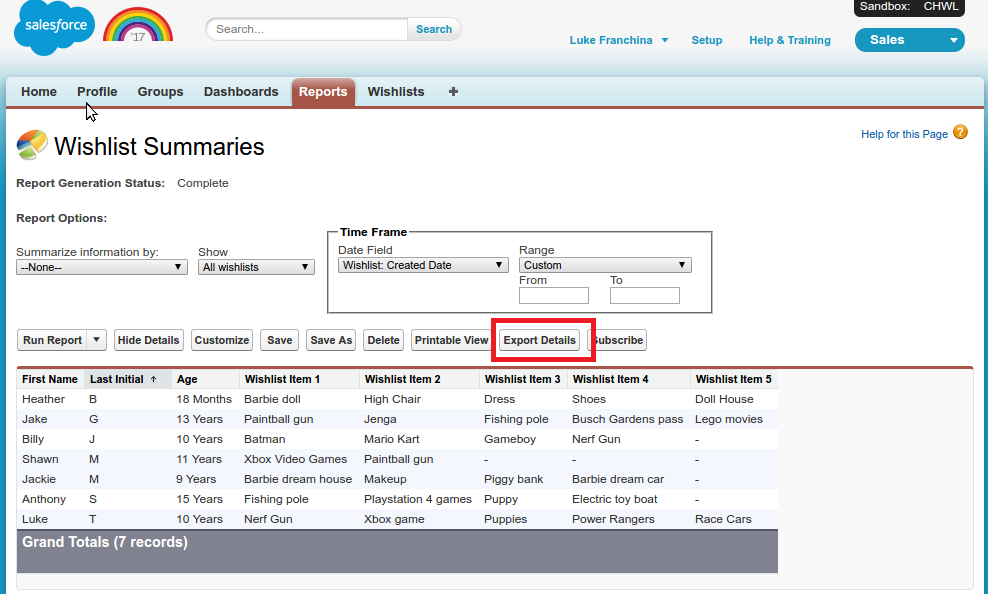 Sandbox: CHWL
salesforce
'17
Search...
Search
Luke Franchina
Setup
Help & Training
Sales
Home Profile Groups Dashboards Reports Wishlists +
Wishlist Summaries
Help for this Page ?
Report Generation Status: Complete
Report Options:
Time Frame
Summarize information by: Show
--None-- All wishlists
Date Field Range
Wishlist: Created Date Custom
From To
Run Report Hide Details Customize Save Save As Delete Printable View Export Details Subscribe
First Name Last Initial ↑ Age Wishlist Item 1 Wishlist Item 2 Wishlist Item 3 Wishlist Item 4 Wishlist Item 5
Heather B 18 Months Barbie doll High Chair Dress Shoes Doll House
Jake G 13 Years Paintball gun Jenga Fishing pole Busch Gardens pass Lego movies
Billy J 10 Years Batman Mario Kart Gameboy Nerf Gun -
Shawn M 11 Years Xbox Video Games Paintball gun - - -
Jackie M 9 Years Barbie dream house Makeup Piggy bank Barbie dream car -
Anthony S 15 Years Fishing pole Playstation 4 games Puppy Electric toy boat -
Luke T 10 Years Nerf Gun Xbox game Puppies Power Rangers Race Cars
Grand Totals (7 records)